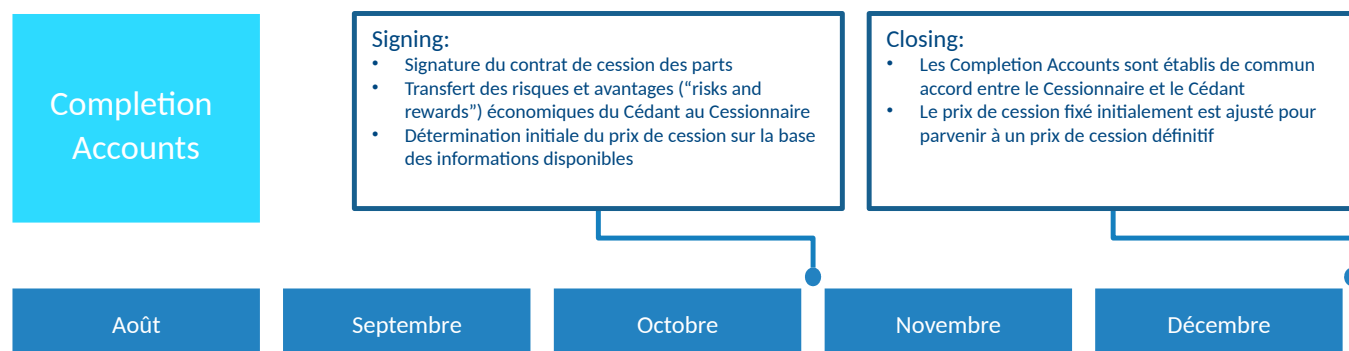 Completion
Accounts
Signing:
• Signature du contrat de cession des parts
• Transfert des risques et avantages (“risks and
rewards”) économiques du Cédant au Cessionnaire
• Détermination initiale du prix de cession sur la base
des informations disponibles
Closing:
• Les Completion Accounts sont établis de commun
accord entre le Cessionnaire et le Cédant
• Le prix de cession fixé initialement est ajusté pour
parvenir à un prix de cession définitif
Août
Septembre
Octobre
Novembre
Décembre